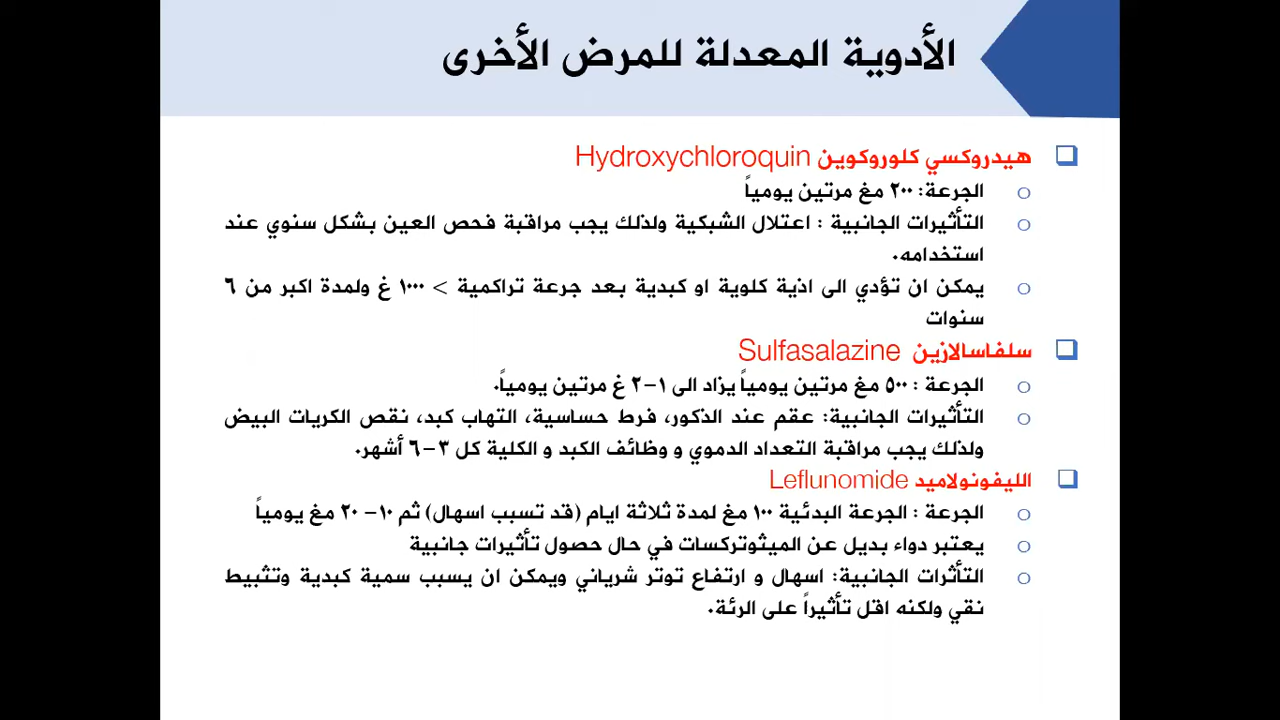 الأدوية المعدلة للمرض الأخرى
هيدروكسي كلوروكوين Hydroxychloroquin
الجرعة: ٢٠٠ مغ مرتين يومياً
التأثيرات الجانبية : اعتلال الشبكية ولذلك يجب مراقبة فحص العين بشكل سنوي عند
استخدامه.
يمكن ان تؤدي الى اذية كلوية او كبدية بعد جرعة تراكمية > ١٠٠٠ غ ولمدة اكبر من ٦
سنوات
سلفاسالازين Sulfasalazine
الجرعة : ٥٠٠ مغ مرتين يومياً يزاد الى ١-٢ غ مرتين يومياً.
التأثيرات الجانبية: عقم عند الذكور، فرط حساسية، التهاب كبد، نقص الكريات البيض
ولذلك يجب مراقبة التعداد الدموي و وظائف الكبد و الكلية كل ٣-٦ أشهر.
الليفونولاميد Leflunomide
الجرعة : الجرعة البدئية ١٠٠ مغ لمدة ثلاثة ايام (قد تسبب اسهال) ثم ١٠- ٢٠ مغ يومياً
يعتبر دواء بديل عن الميثوتركسات في حال حصول تأثيرات جانبية
التأثرات الجانبية: اسهال و ارتفاع توتر شرياني ويمكن ان يسبب سمية كبدية وتثبيط
نقي ولكنه اقل تأثيراً على الرئة.